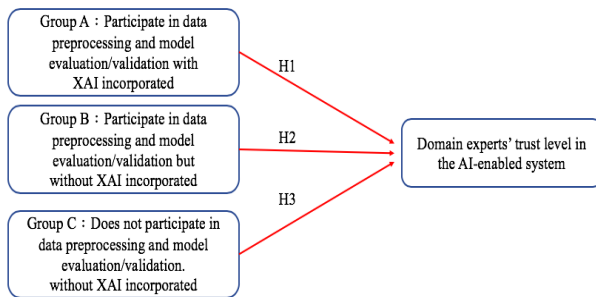 Group A：Participate in data
preprocessing and model
evaluation/validation with
XAI incorporated
H1
Group B：Participate in data
preprocessing and model
evaluation/validation but
without XAI incorporated
H2
Domain experts’ trust level in
the AI-enabled system
H3
Group C：Does not participate in
data preprocessing and model
evaluation/validation.
without XAI incorporated